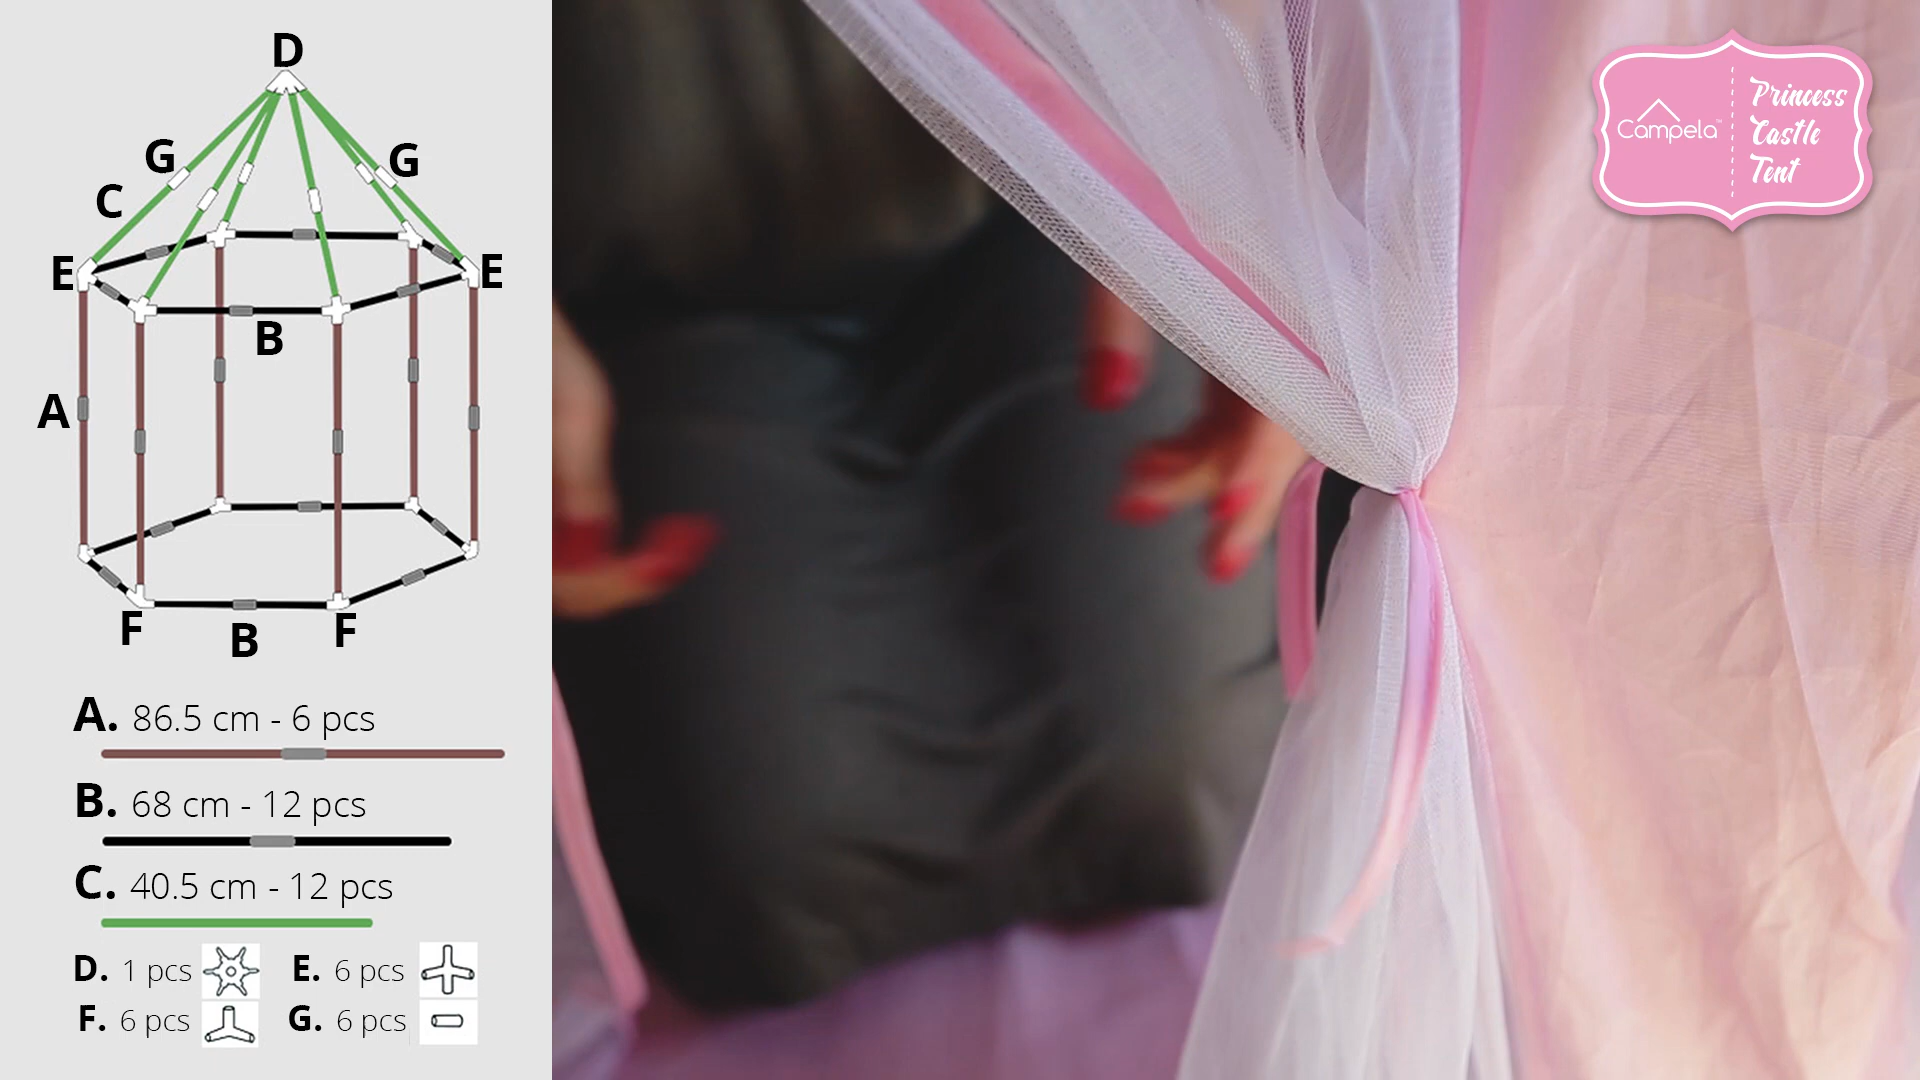 D
G
G
C
E
E
B
A
F
B
F
A. 86.5 cm - 6 pcs
B. 68 cm - 12 pcs
C. 40.5 cm - 12 pcs
D. 1 pcs
E. 6 pcs
F. 6 pcs
G. 6 pcs
Campela™
Princess
Castle
Tent